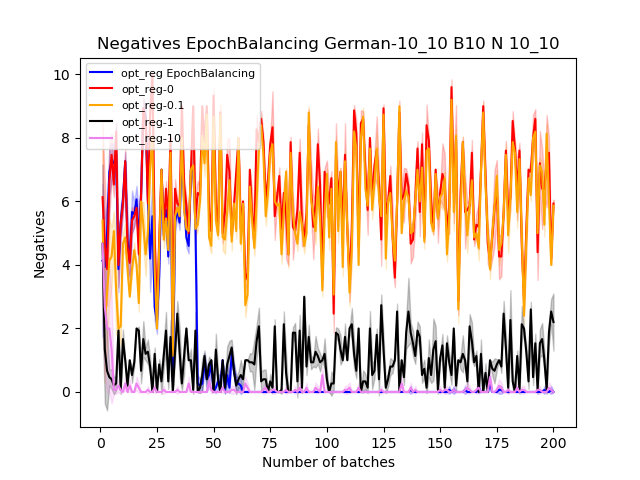 Negatives EpochBalancing German-10_10 B10 N 10_10
10
8
6
4
2
0
Negatives
opt_reg EpochBalancing
opt_reg-0
opt_reg-0.1
opt_reg-1
opt_reg-10
0 25 50 75 100 125 150 175 200
Number of batches